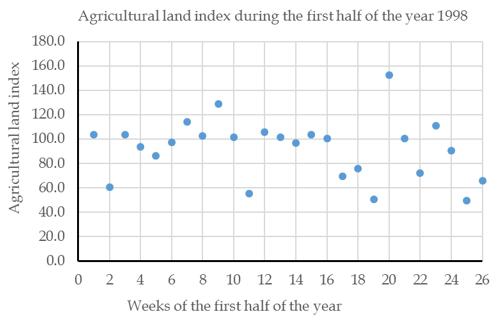 Agricultural land index during the first half of the year 1998
180.0
160.0
140.0
120.0
100.0
80.0
60.0
40.0
20.0
0.0
Agricultural land index
0 2 4 6 8 10 12 14 16 18 20 22 24 26
Weeks of the first half of the year